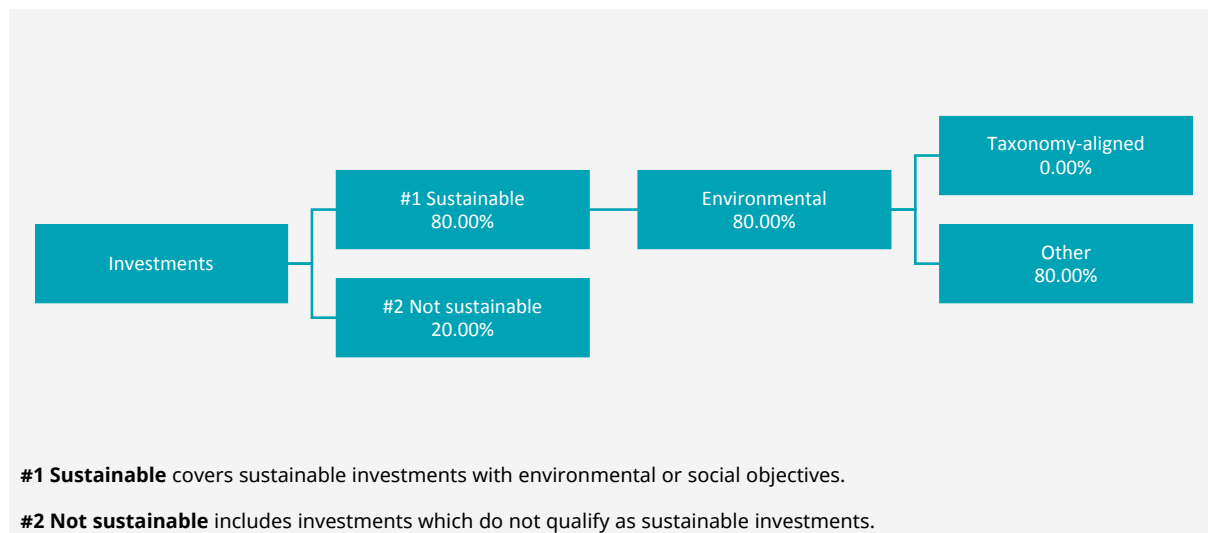 Investments
#1 Sustainable
80.00%
#2 Not sustainable
20.00%
Environmental
80.00%
Taxonomy-aligned
0.00%
Other
80.00%
#1 Sustainable covers sustainable investments with environmental or social objectives.
#2 Not sustainable includes investments which do not qualify as sustainable investments.